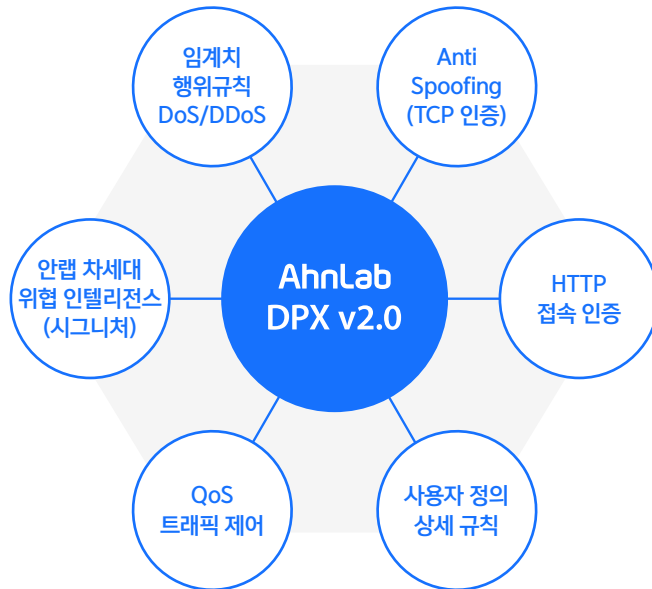 임계치
행위규칙
DoS/DDoS
Anti
Spoofing
(TCP 인증)
안랩 차세대
위협 인텔리전스
(시그니처)
AhnLab
DPX v2.0
HTTP
접속 인증
QoS
트래픽 제어
사용자 정의
상세 규칙